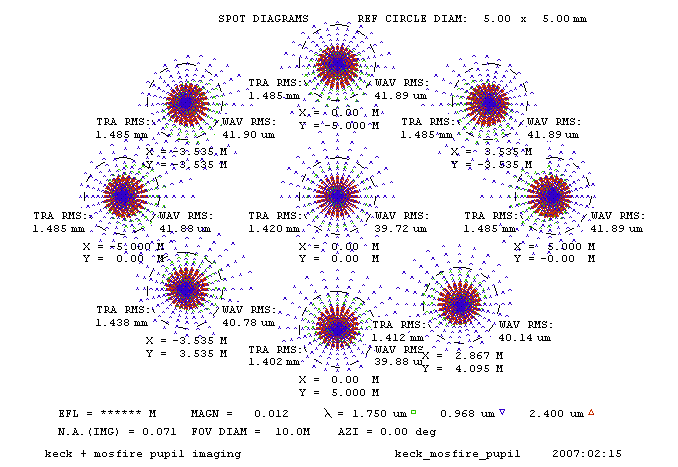 SPOT DIAGRAMS REF CIRCLE DIAM: 5.00 x 5.00 mm
TRA RMS: WAV RMS:
1.485 mm 41.89 um
X = 0.00 M
Y = -5.000 M
TRA RMS: WAV RMS:
1.485 mm 41.90 um
X = -3.535 M
Y = -3.535 M
TRA RMS: WAV RMS:
1.485 mm 41.89 um
X = 3.535 M
Y = -3.535 M
TRA RMS: WAV RMS:
1.485 mm 41.88 um
X = -5.000 M
Y = 0.00 M
TRA RMS: WAV RMS:
1.420 mm 39.72 um
X = 0.00 M
Y = 0.00 M
TRA RMS: WAV RMS:
1.485 mm 41.89 um
X = 5.000 M
Y = -0.00 M
TRA RMS: WAV RMS:
1.438 mm 40.78 um
X = -3.535 M
Y = 3.535 M
TRA RMS: WAV RMS:
1.402 mm 39.88 um
X = 0.00 M
Y = 5.000 M
TRA RMS: WAV RMS:
1.412 mm 40.14 um
X = 2.867 M
Y = 4.095 M
EFL = ****** M MAGN = 0.012 λ = 1.750 um 0.968 um 2.400 um
N.A.(IMG) = 0.071 FOV DIAM = 10.0M AZI = 0.00 deg
keck + mosfire pupil imaging keck_mosfire_pupil 2007:02:15